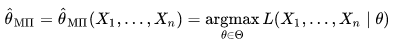 θ̂_МП = θ̂_МП(X_1, …, X_n) = argmax_{θ∈Θ} L(X_1, …, X_n ∣ θ)